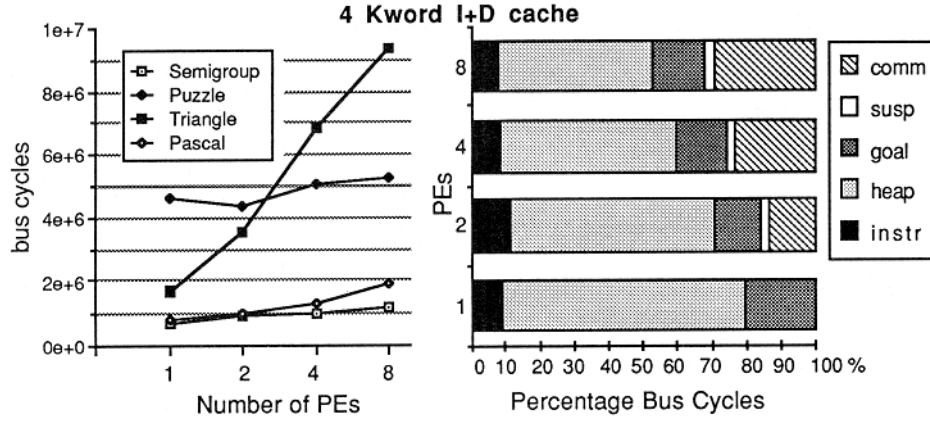 4 Kword I+D cache
1e+7
8e+6
6e+6
4e+6
2e+6
0e+0
bus cycles
Semigroup
Puzzle
Triangle
Pascal
1 2 4 8
Number of PEs
PEs
8
4
2
1
0 10 20 30 40 50 60 70 80 90 100 %
Percentage Bus Cycles
comm
susp
goal
heap
instr